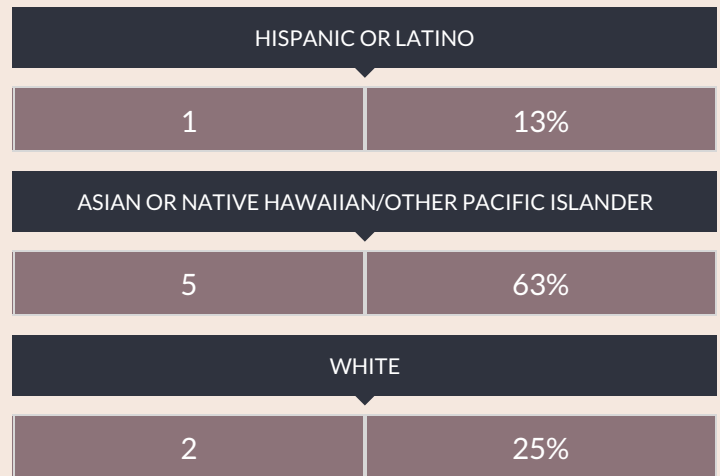 HISPANIC OR LATINO
1 13%
ASIAN OR NATIVE HAWAIIAN/OTHER PACIFIC ISLANDER
5 63%
WHITE
2 25%